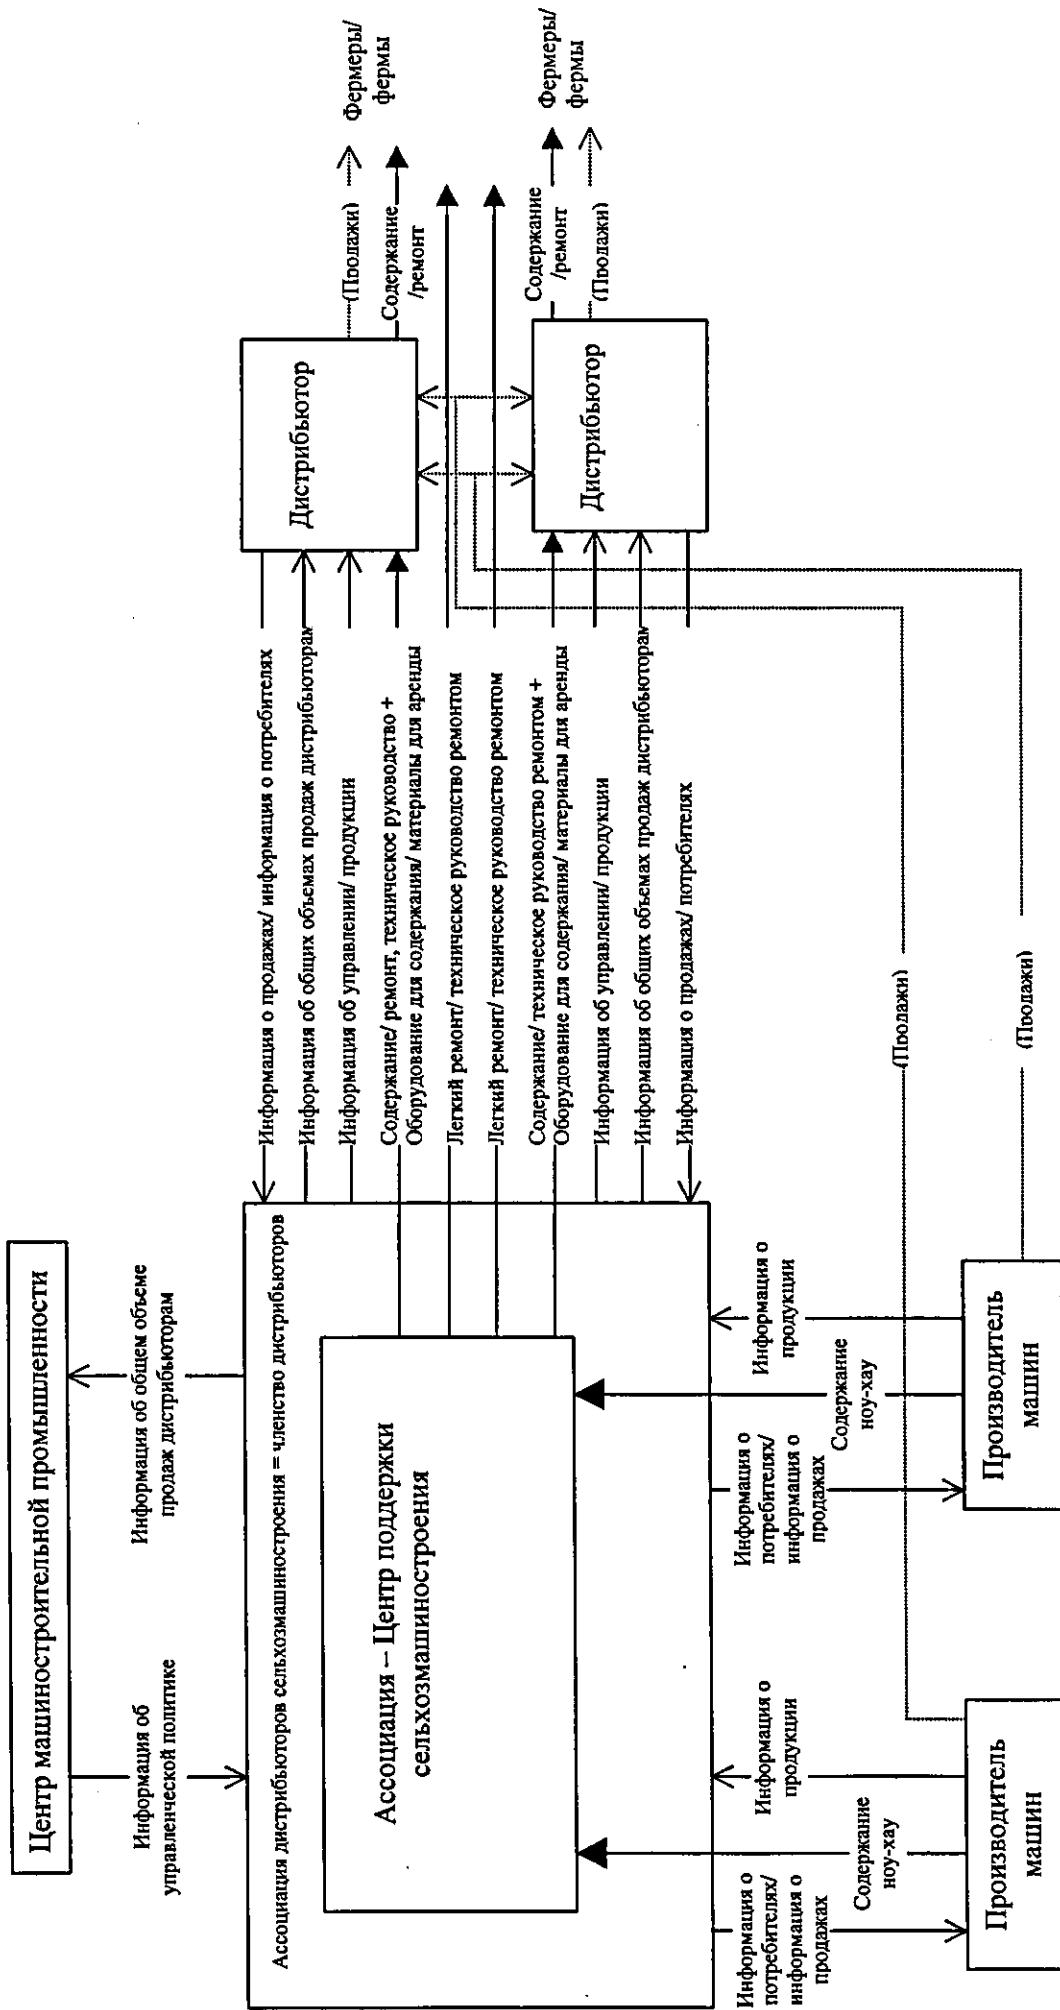 Центр машиностроительной промышленности
Информация об
управленческой политике
Информация об общем объеме
продаж дистрибьюторам
Ассоциация дистрибьюторов сельхозмашиностроения = членство дистрибьюторов
Ассоциация – Центр поддержки
сельхозмашиностроения
Информация о продажах/ информация о потребителях
Информация об общих объемах продаж дистрибьюторам
Информация об управлении/ продукции
Содержание/ ремонт, техническое руководство +
Оборудование для содержания/ материалы для аренды
Легкий ремонт/ техническое руководство ремонтом
Легкий ремонт/ техническое руководство ремонтом
Содержание/ техническое руководство ремонтом +
Оборудование для содержания/ материалы для аренды
Информация об управлении/ продукции
Информация об общих объемах продаж дистрибьюторам
Информация о продажах/ потребителях
Дистрибьютор
(Продажи)
Содержание
/ремонт
Фермеры/
фермы
Дистрибьютор
Содержание
/ремонт
(Продажи)
Фермеры/
фермы
Информация о
потребителях/
информация о
продажах
Содержание
ноу-хау
Информация о
продукции
Информация о
потребителях/
информация о
продажах
Содержание
ноу-хау
Информация о
продукции
(Продажи)
(Продажи)
Производитель
машин
Производитель
машин